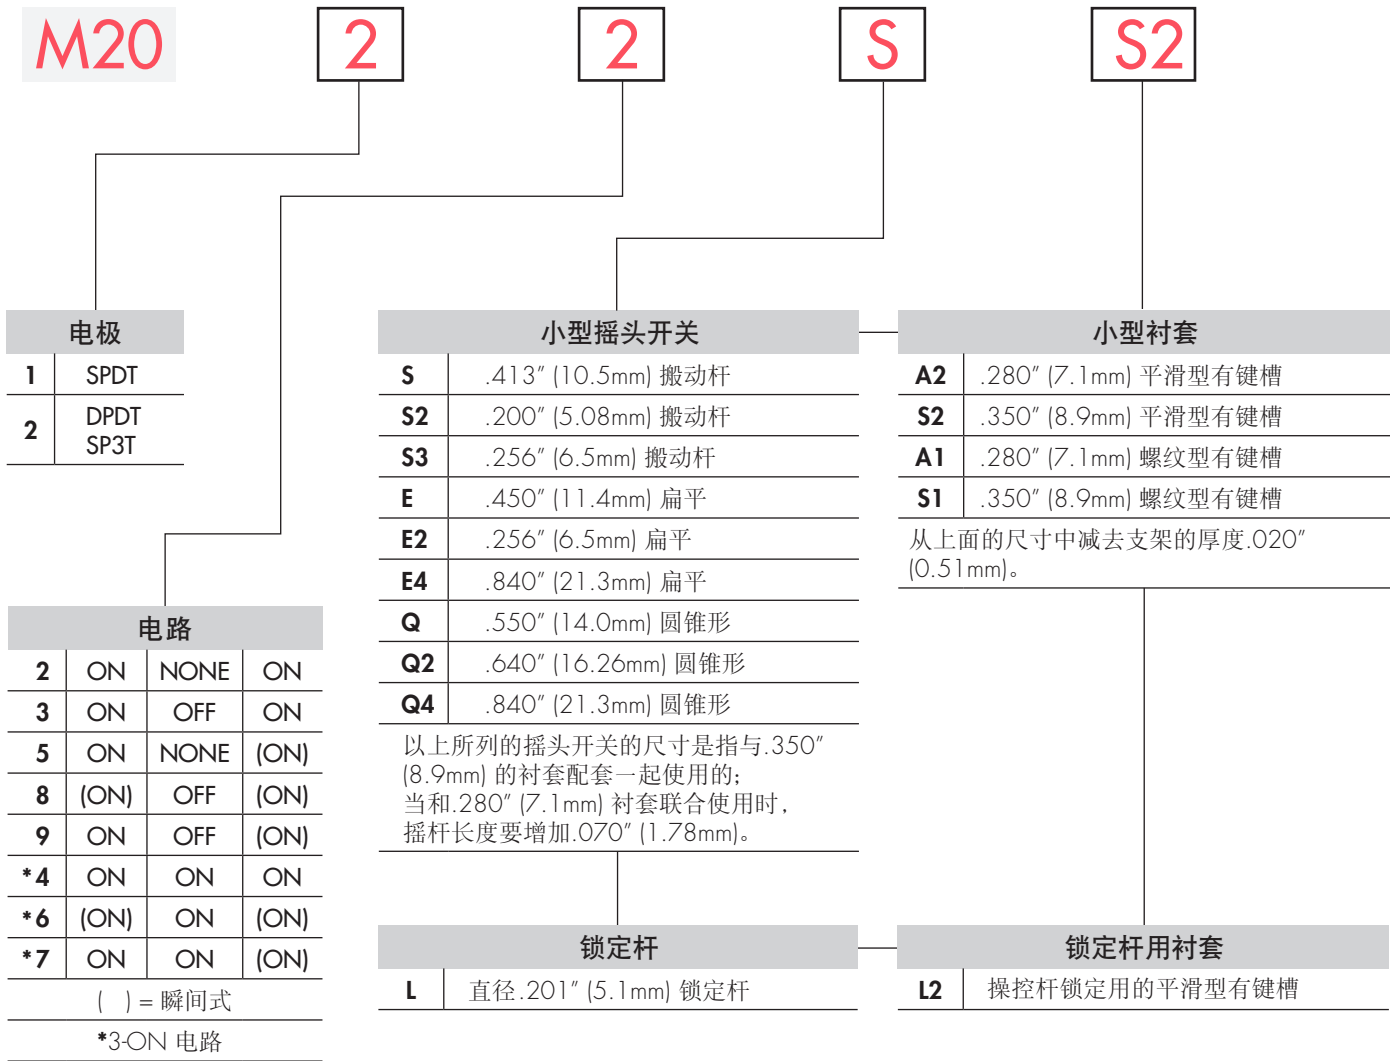 M20 2 2 S S2
电极
1 SPDT
2 DPDT
SP3T
电路
2 ON NONE ON
3 ON OFF ON
5 ON NONE (ON)
8 (ON) OFF (ON)
9 ON OFF (ON)
*4 ON ON ON
*6 (ON) ON (ON)
*7 ON ON (ON)
( ) = 瞬间式
*3-ON 电路
小型摇头开关
S .413" (10.5mm) 搬动杆
S2 .200" (5.08mm) 搬动杆
S3 .256" (6.5mm) 搬动杆
E .450" (11.4mm) 扁平
E2 .256" (6.5mm) 扁平
E4 .840" (21.3mm) 扁平
Q .550" (14.0mm) 圆锥形
Q2 .640" (16.26mm) 圆锥形
Q4 .840" (21.3mm) 圆锥形
以上所列的摇头开关的尺寸是指与.350"
(8.9mm) 的衬套配套一起使用的;
当和.280" (7.1mm) 衬套联合使用时，
摇杆长度要增加.070" (1.78mm)。
锁定杆
L 直径.201" (5.1mm) 锁定杆
小型衬套
A2 .280" (7.1mm) 平滑型有键槽
S2 .350" (8.9mm) 平滑型有键槽
A1 .280" (7.1mm) 螺纹型有键槽
S1 .350" (8.9mm) 螺纹型有键槽
从上面的尺寸中减去支架的厚度.020"
(0.51mm)。
锁定杆用衬套
L2 操控杆锁定用的平滑型有键槽